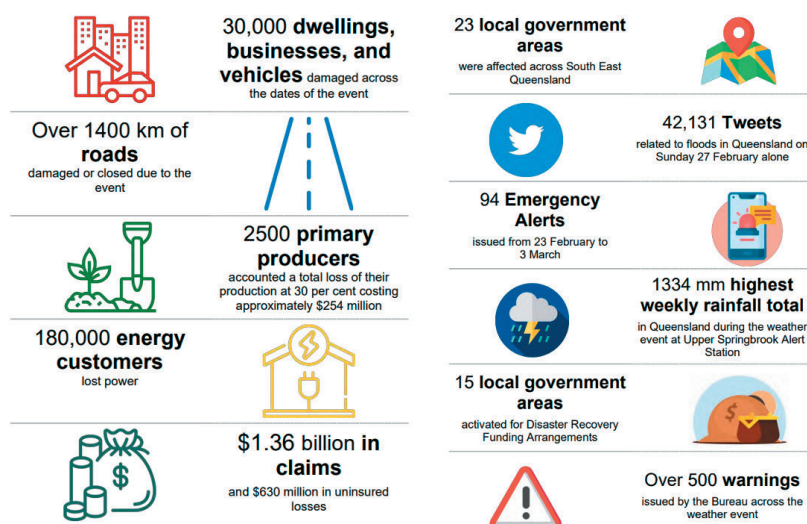 30,000 dwellings,
businesses, and
vehicles damaged across
the dates of the event
Over 1400 km of
roads
damaged or closed due to the
event
2500 primary
producers
accounted a total loss of their
production at 30 per cent costing
approximately $254 million
180,000 energy
customers
lost power
$
$1.36 billion in
claims
and $630 million in uninsured
losses
23 local government
areas
were affected across South East
Queensland
42,131 Tweets
related to floods in Queensland on
Sunday 27 February alone
94 Emergency
Alerts
issued from 23 February to
3 March
1334 mm highest
weekly rainfall total
in Queensland during the weather
event at Upper Springbrook Alert
Station
15 local government
areas
activated for Disaster Recovery
Funding Arrangements
$
Over 500 warnings
issued by the Bureau across the
weather event